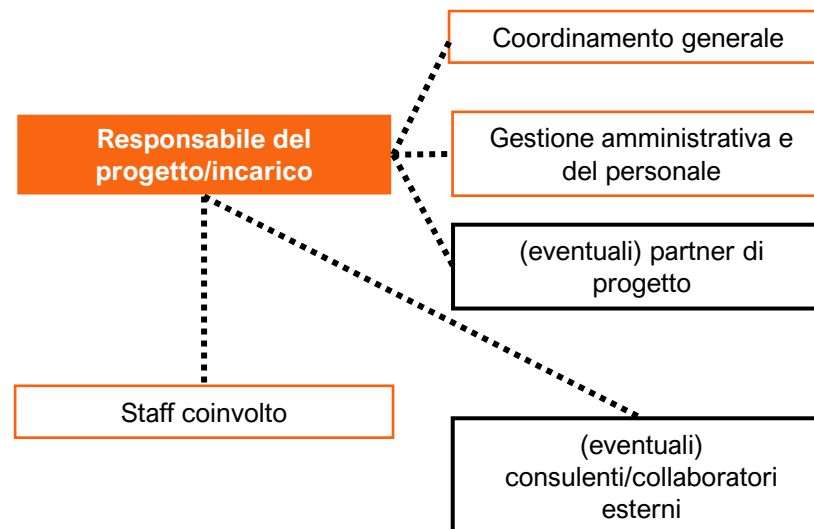 Coordinamento generale
Responsabile del
progetto/incarico
Gestione amministrativa e
del personale
(eventuali) partner di
progetto
Staff coinvolto
(eventuali)
consulenti/collaboratori
esterni